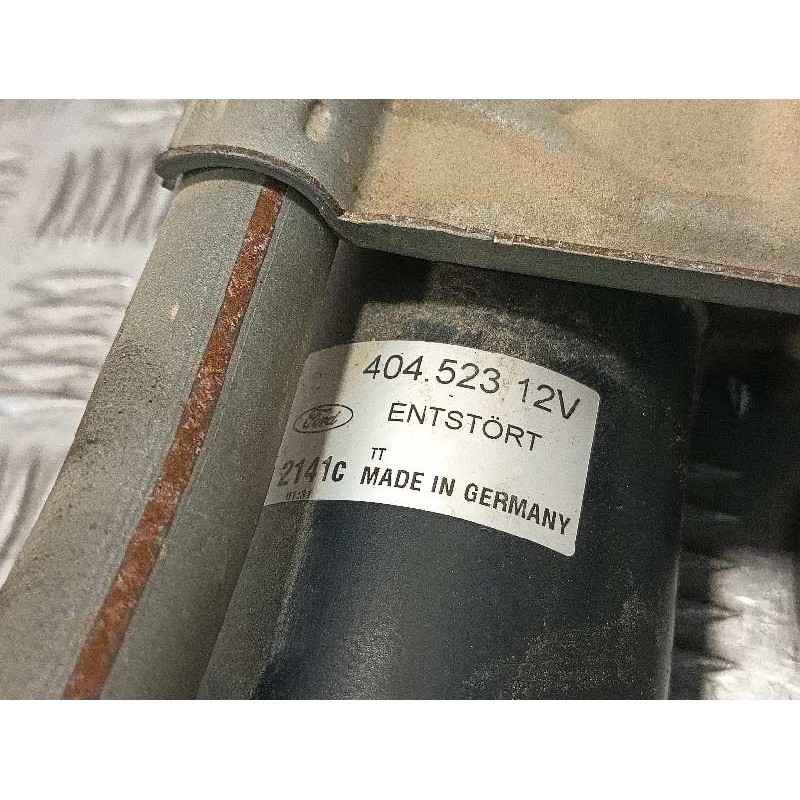 404.523 12V
Ford
ENTSTÖRT
TT
2141C MADE IN GERMANY